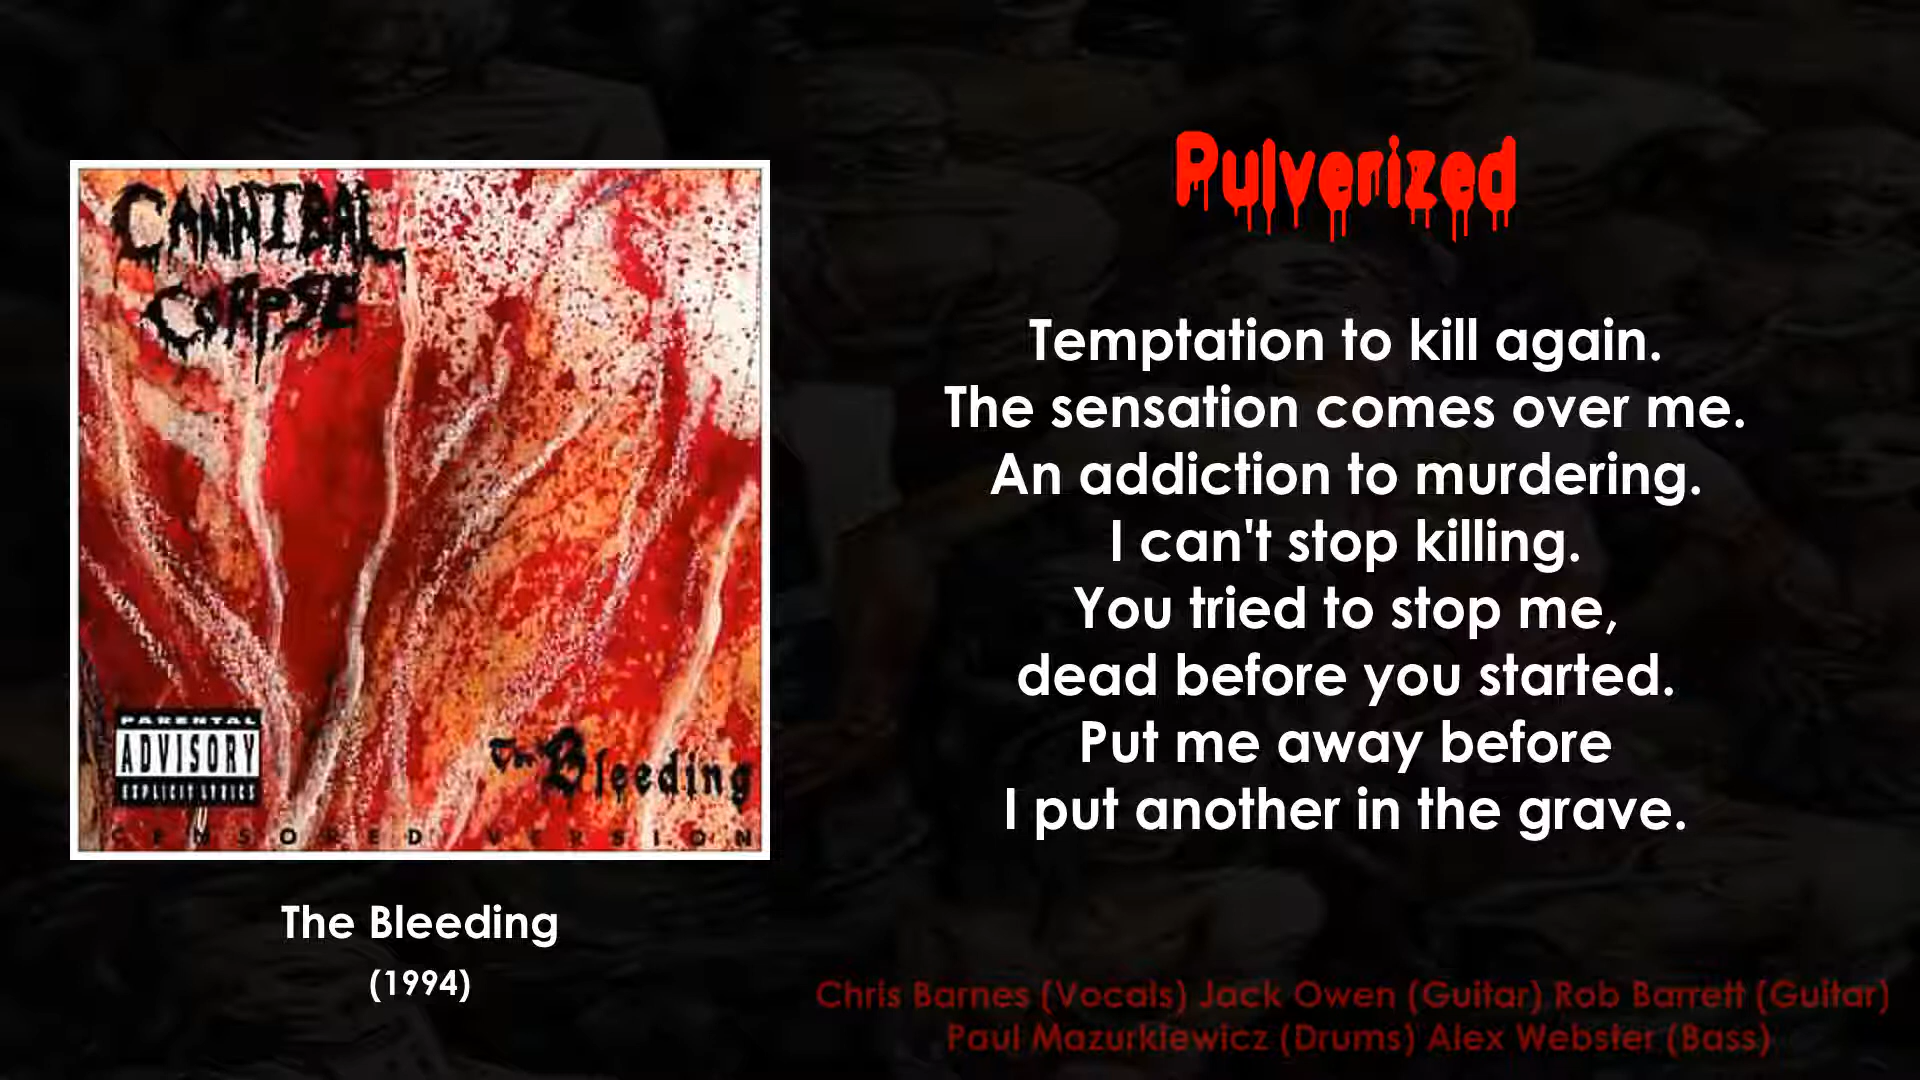 CANNIBAL
CORPSE
PARENTAL
ADVISORY
EXPLICIT LYRICS
The Bleeding
CENSORED VERSION
The Bleeding
(1994)
Pulverized
Temptation to kill again.
The sensation comes over me.
An addiction to murdering.
I can't stop killing.
You tried to stop me,
dead before you started.
Put me away before
I put another in the grave.
Chris Barnes (Vocals) Jack Owen (Guitar) Rob Barrett (Guitar)
Paul Mazurkiewicz (Drums) Alex Webster (Bass)